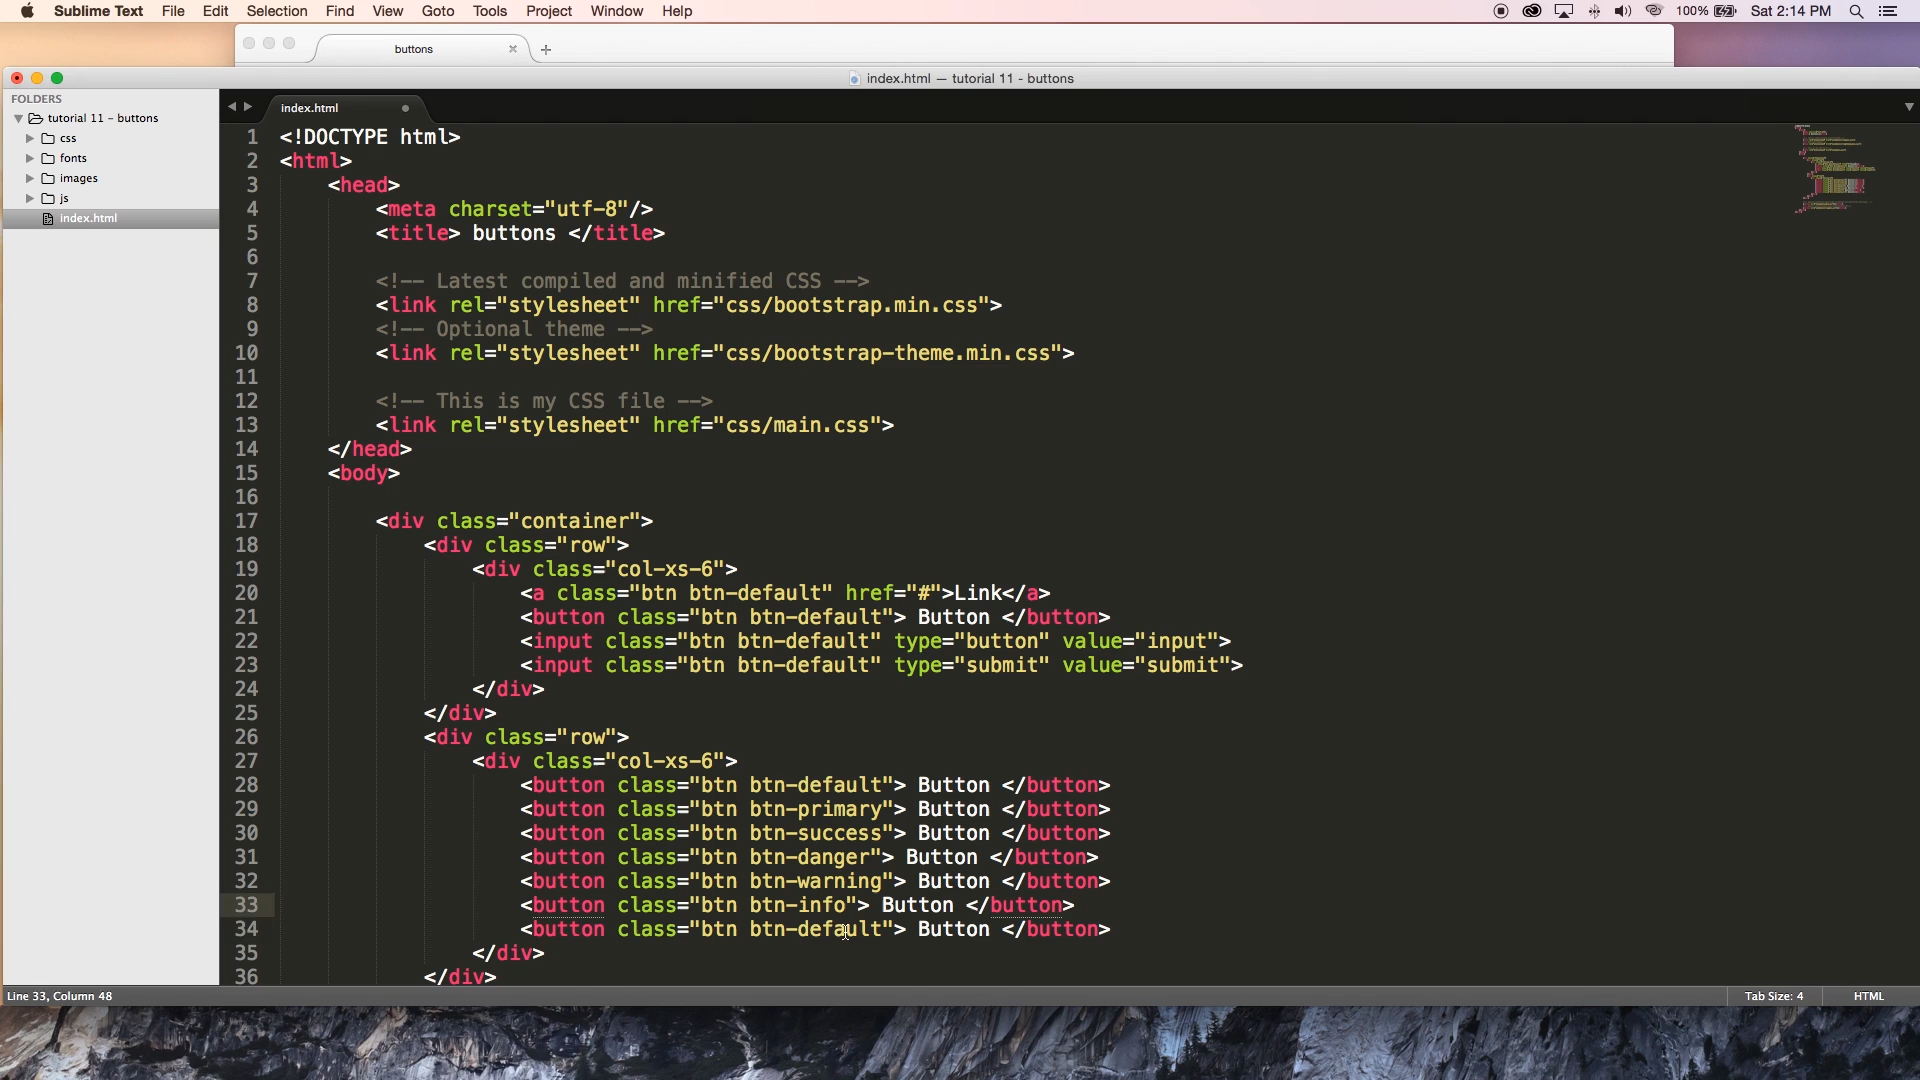 Sublime Text File Edit Selection Find View Goto Tools Project Window Help 100% Sat 2:14 PM
buttons
index.html — tutorial 11 - buttons
FOLDERS
tutorial 11 - buttons
css
fonts
images
js
index.html
index.html
1 <!DOCTYPE html>
2 <html>
3 <head>
4 <meta charset="utf-8"/>
5 <title> buttons </title>
6
7 <!-- Latest compiled and minified CSS -->
8 <link rel="stylesheet" href="css/bootstrap.min.css">
9 <!-- Optional theme -->
10 <link rel="stylesheet" href="css/bootstrap-theme.min.css">
11
12 <!-- This is my CSS file -->
13 <link rel="stylesheet" href="css/main.css">
14 </head>
15 <body>
16
17 <div class="container">
18 <div class="row">
19 <div class="col-xs-6">
20 <a class="btn btn-default" href="#">Link</a>
21 <button class="btn btn-default"> Button </button>
22 <input class="btn btn-default" type="button" value="input">
23 <input class="btn btn-default" type="submit" value="submit">
24 </div>
25 </div>
26 <div class="row">
27 <div class="col-xs-6">
28 <button class="btn btn-default"> Button </button>
29 <button class="btn btn-primary"> Button </button>
30 <button class="btn btn-success"> Button </button>
31 <button class="btn btn-danger"> Button </button>
32 <button class="btn btn-warning"> Button </button>
33 <button class="btn btn-info"> Button </button>
34 <button class="btn btn-default"> Button </button>
35 </div>
36 </div>
Line 33, Column 48 Tab Size: 4 HTML